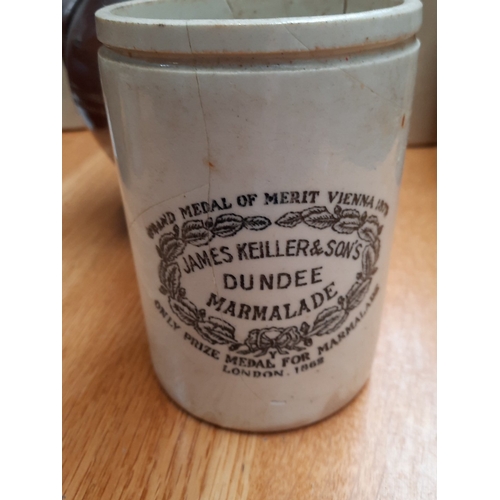 GRAND MEDAL OF MERIT VIENNA 1873
JAMES KEILLER & SON'S
DUNDEE
MARMALADE
ONLY PRIZE MEDAL FOR MARMALADE
LONDON. 1862
Y